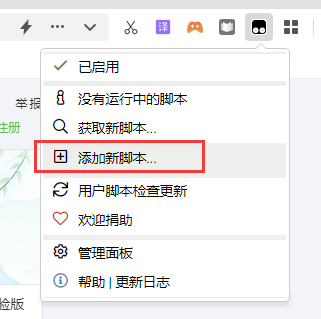 译
已启用
举报
没有运行中的脚本
注册
获取新脚本...
添加新脚本...
用户脚本检查更新
欢迎捐助
管理面板
帮助 | 更新日志
验版